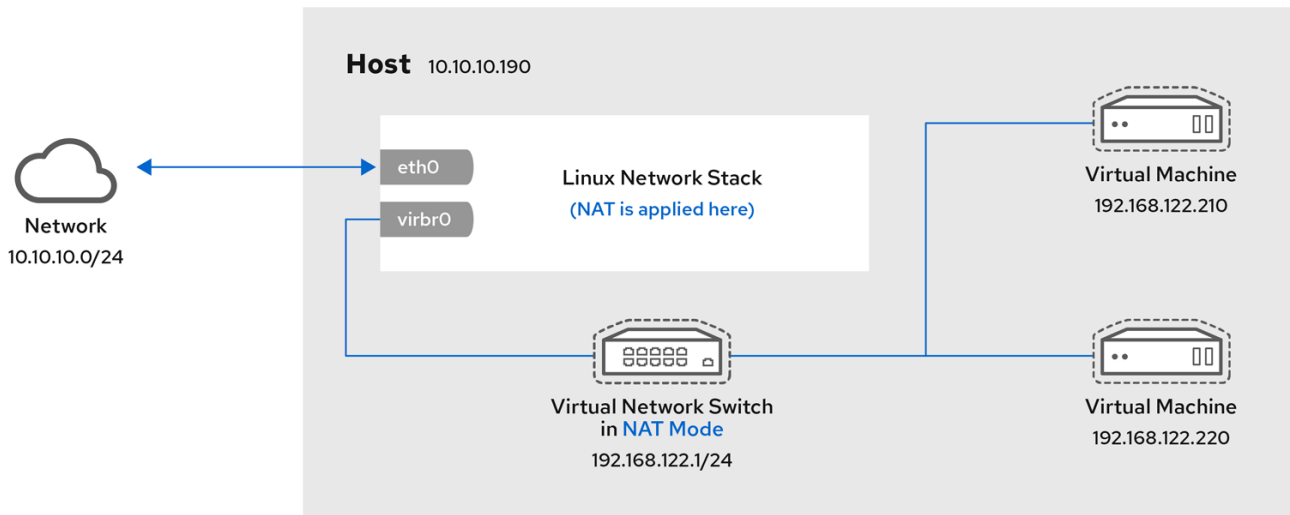 Host 10.10.10.190
eth0
virbr0
Linux Network Stack
(NAT is applied here)
Network
10.10.10.0/24
Virtual Machine
192.168.122.210
Virtual Network Switch
in NAT Mode
192.168.122.1/24
Virtual Machine
192.168.122.220